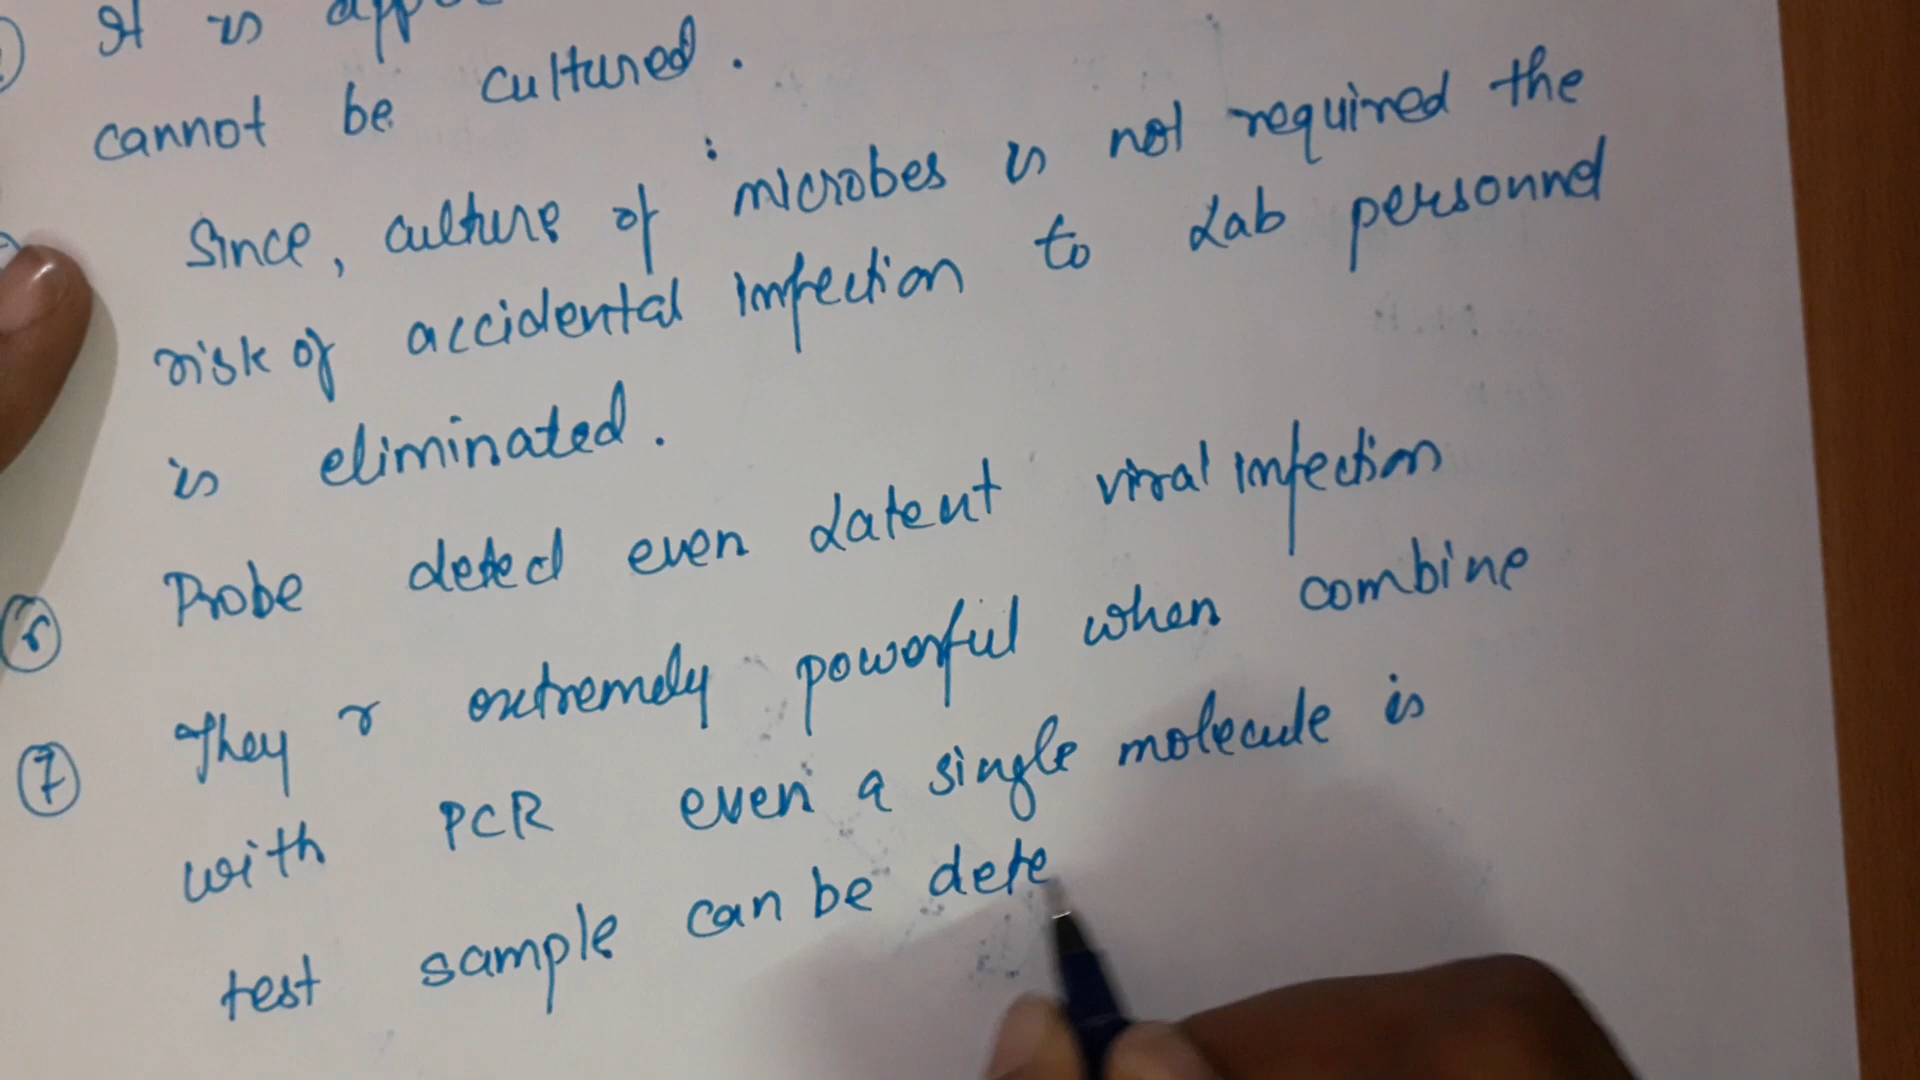 It is
cannot be cultured.
Since, culture of microbes is not required the
risk of accidental infection to Lab personnel
is eliminated.
Probe detect even Latent viral infection
⑦ They r extremely powerful when combine
with PCR even a single molecule is
test sample can be dete